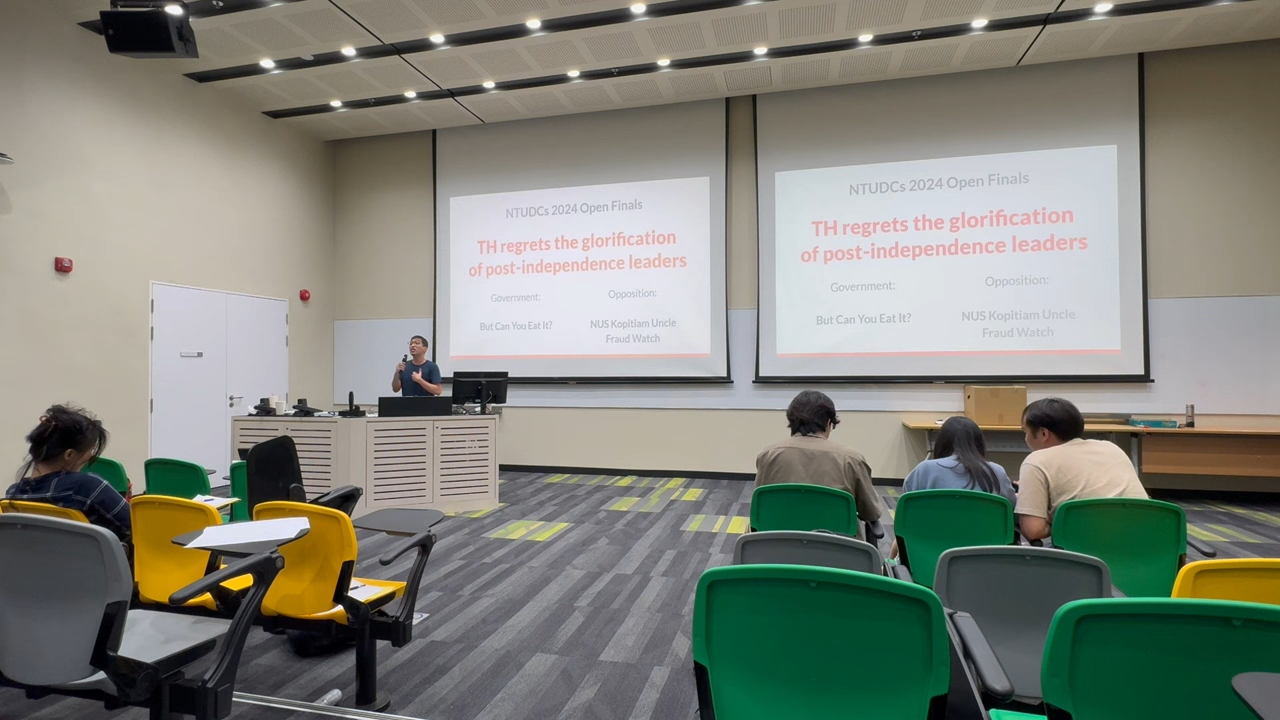 NTUDCs 2024 Open Finals
TH regrets the glorification
of post-independence leaders
Government:
Opposition:
But Can You Eat It?
NUS Kopitiam Uncle
Fraud Watch
NTUDCs 2024 Open Finals
TH regrets the glorification
of post-independence leaders
Government:
Opposition:
But Can You Eat It?
NUS Kopitiam Uncle
Fraud Watch